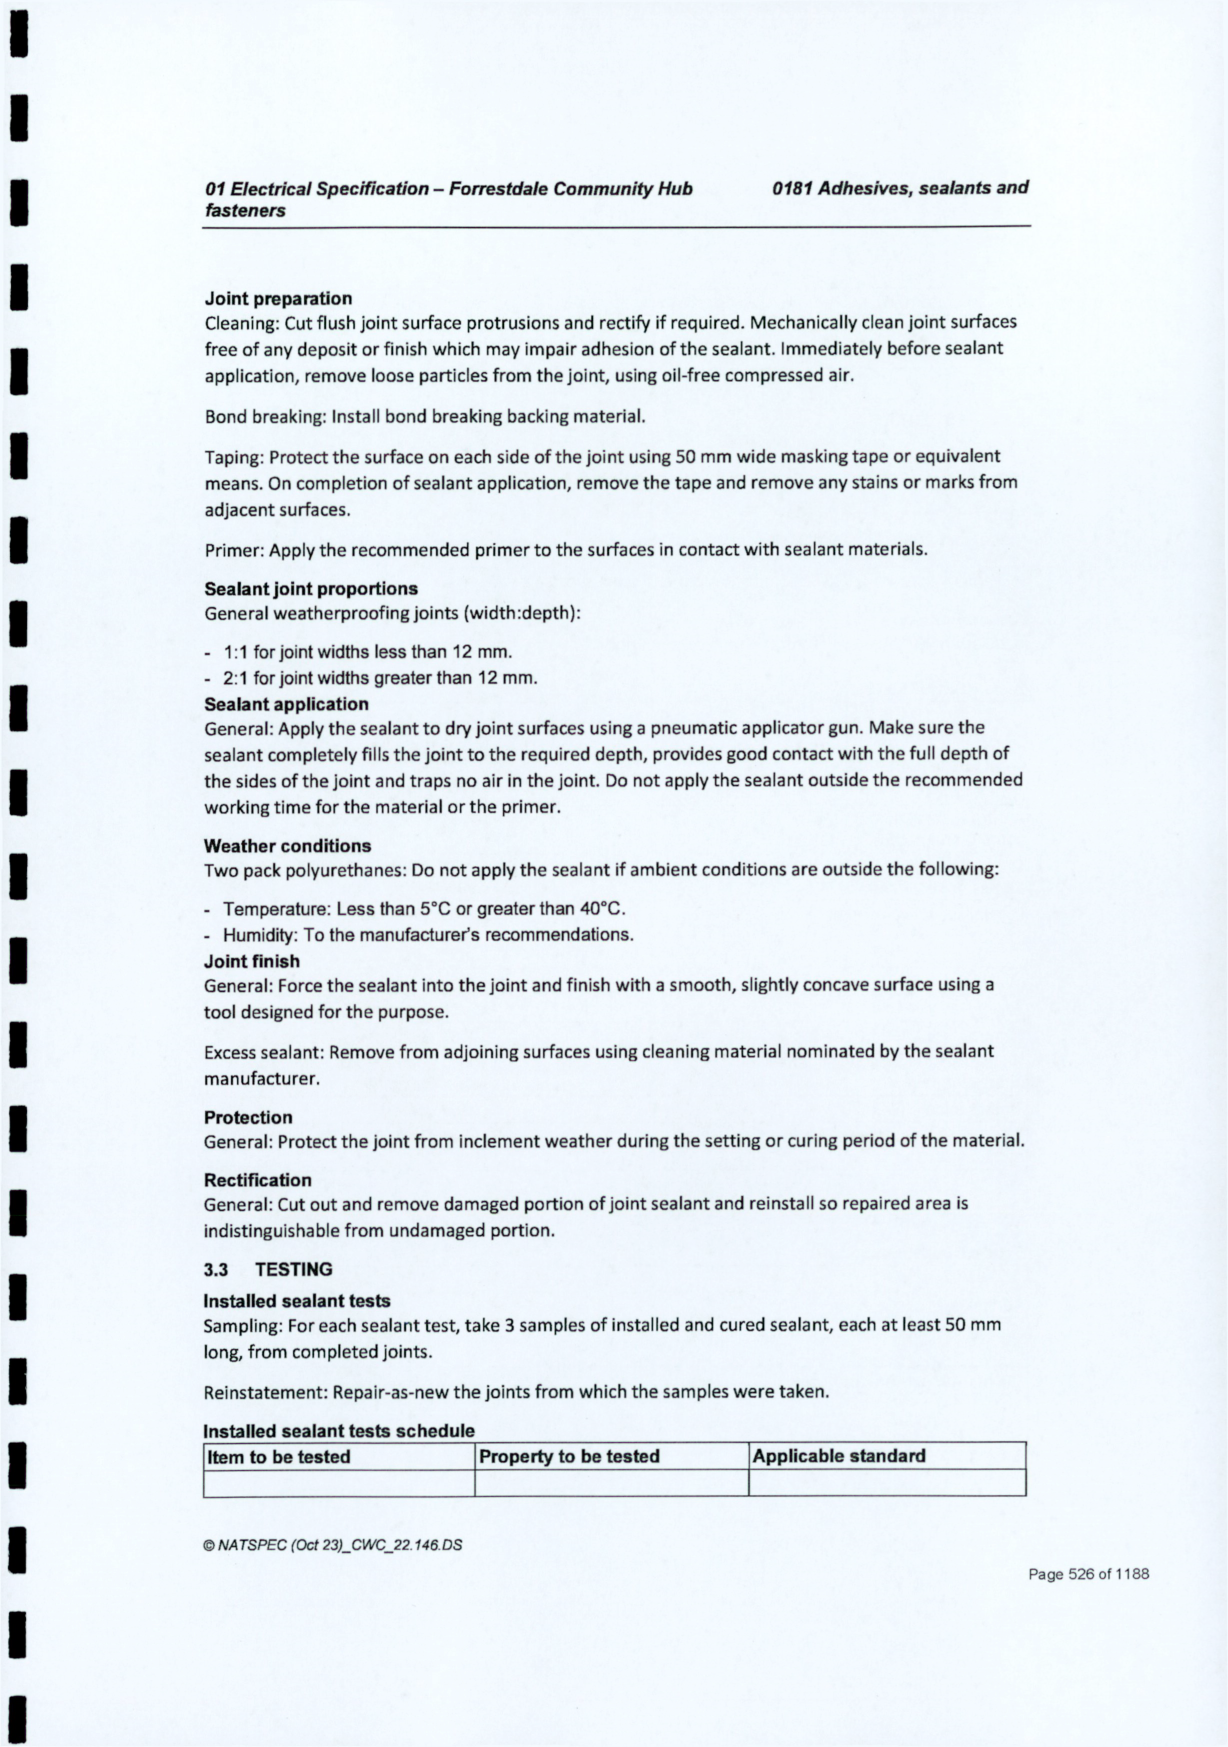 01 Electrical Specification – Forrestdale Community Hub 0181 Adhesives, sealants and
fasteners
Joint preparation
Cleaning: Cut flush joint surface protrusions and rectify if required. Mechanically clean joint surfaces
free of any deposit or finish which may impair adhesion of the sealant. Immediately before sealant
application, remove loose particles from the joint, using oil-free compressed air.
Bond breaking: Install bond breaking backing material.
Taping: Protect the surface on each side of the joint using 50 mm wide masking tape or equivalent
means. On completion of sealant application, remove the tape and remove any stains or marks from
adjacent surfaces.
Primer: Apply the recommended primer to the surfaces in contact with sealant materials.
Sealant joint proportions
General weatherproofing joints (width:depth):
- 1:1 for joint widths less than 12 mm.
- 2:1 for joint widths greater than 12 mm.
Sealant application
General: Apply the sealant to dry joint surfaces using a pneumatic applicator gun. Make sure the
sealant completely fills the joint to the required depth, provides good contact with the full depth of
the sides of the joint and traps no air in the joint. Do not apply the sealant outside the recommended
working time for the material or the primer.
Weather conditions
Two pack polyurethanes: Do not apply the sealant if ambient conditions are outside the following:
- Temperature: Less than 5°C or greater than 40°C.
- Humidity: To the manufacturer's recommendations.
Joint finish
General: Force the sealant into the joint and finish with a smooth, slightly concave surface using a
tool designed for the purpose.
Excess sealant: Remove from adjoining surfaces using cleaning material nominated by the sealant
manufacturer.
Protection
General: Protect the joint from inclement weather during the setting or curing period of the material.
Rectification
General: Cut out and remove damaged portion of joint sealant and reinstall so repaired area is
indistinguishable from undamaged portion.
3.3 TESTING
Installed sealant tests
Sampling: For each sealant test, take 3 samples of installed and cured sealant, each at least 50 mm
long, from completed joints.
Reinstatement: Repair-as-new the joints from which the samples were taken.
Installed sealant tests schedule
Item to be tested Property to be tested Applicable standard
© NATSPEC (Oct 23)_CWC_22.146.DS
Page 526 of 1188